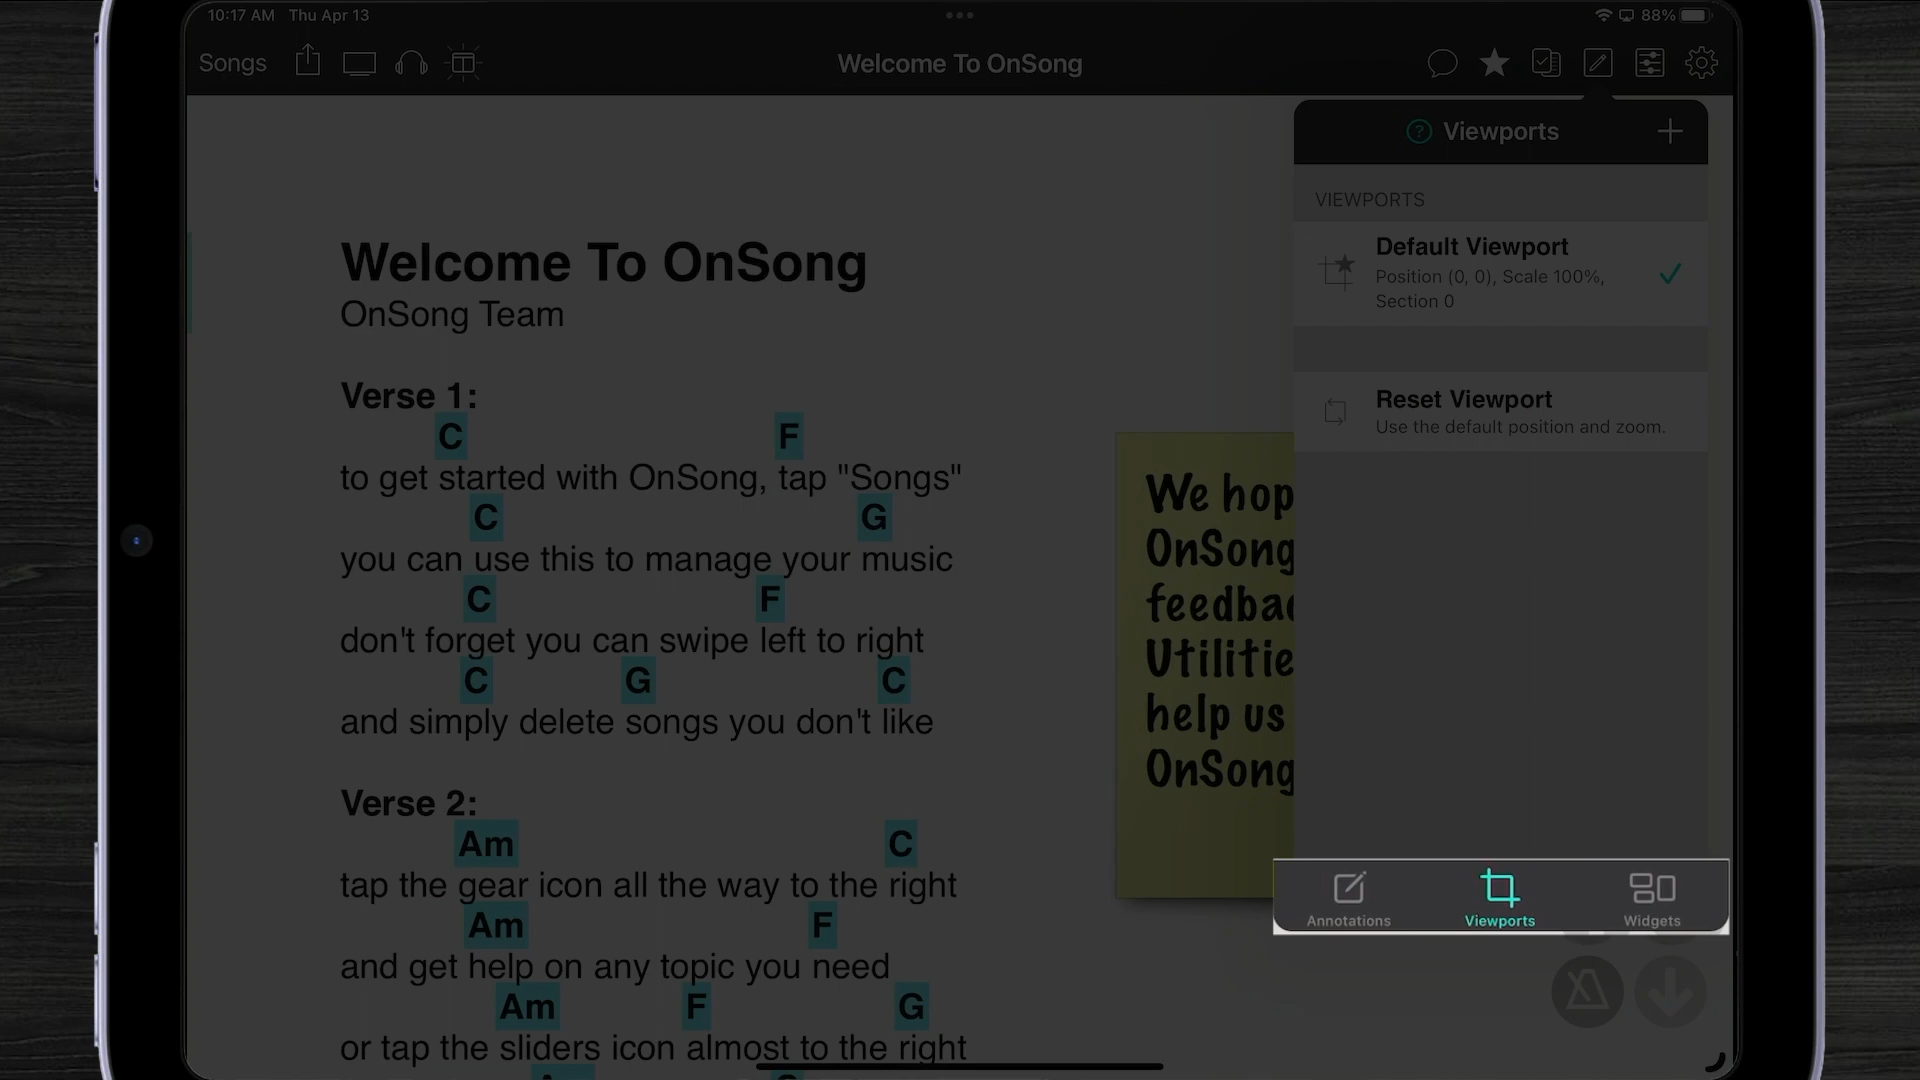 10:17 AM Thu Apr 13
88%
Songs
Welcome To OnSong
Viewports
VIEWPORTS
Default Viewport
Position (0, 0), Scale 100%,
Section 0
Reset Viewport
Use the default position and zoom.
Welcome To OnSong
OnSong Team
Verse 1:
C F
to get started with OnSong, tap "Songs"
C G
you can use this to manage your music
C F
don't forget you can swipe left to right
C G C
and simply delete songs you don't like
Verse 2:
Am C
tap the gear icon all the way to the right
Am F
and get help on any topic you need
Am F G
or tap the sliders icon almost to the right
We hop
OnSong
feedbac
Utilitie
help us
OnSong
Annotations
Viewports
Widgets